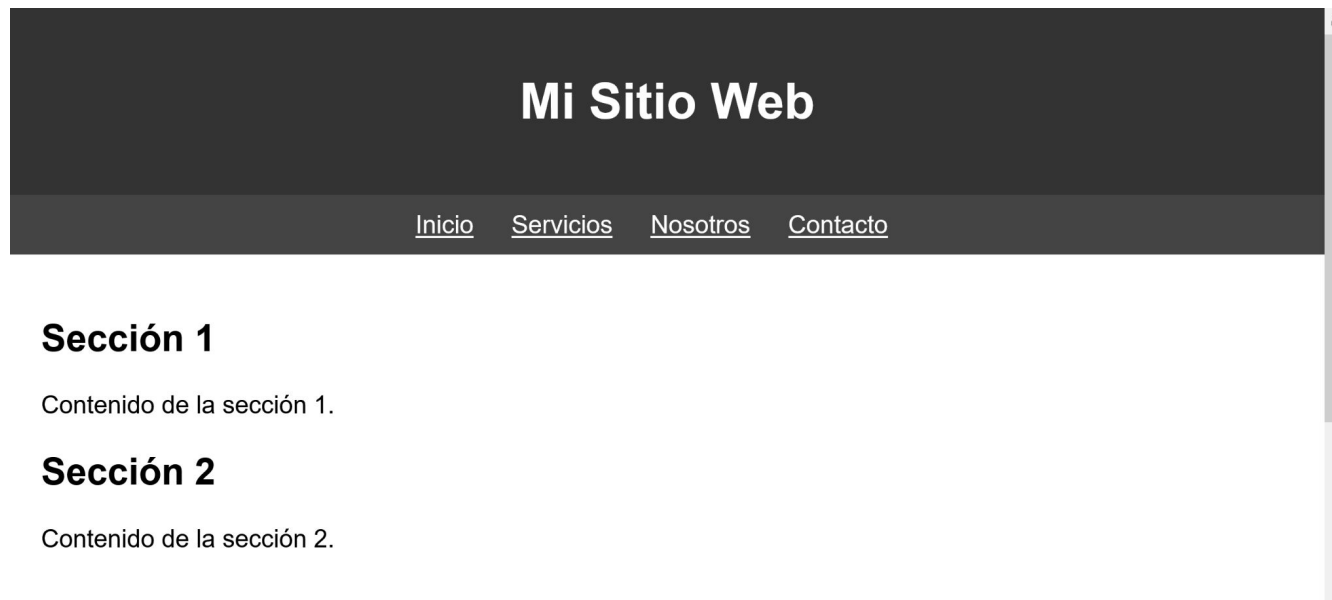 Mi Sitio Web
Inicio Servicios Nosotros Contacto
Sección 1
Contenido de la sección 1.
Sección 2
Contenido de la sección 2.